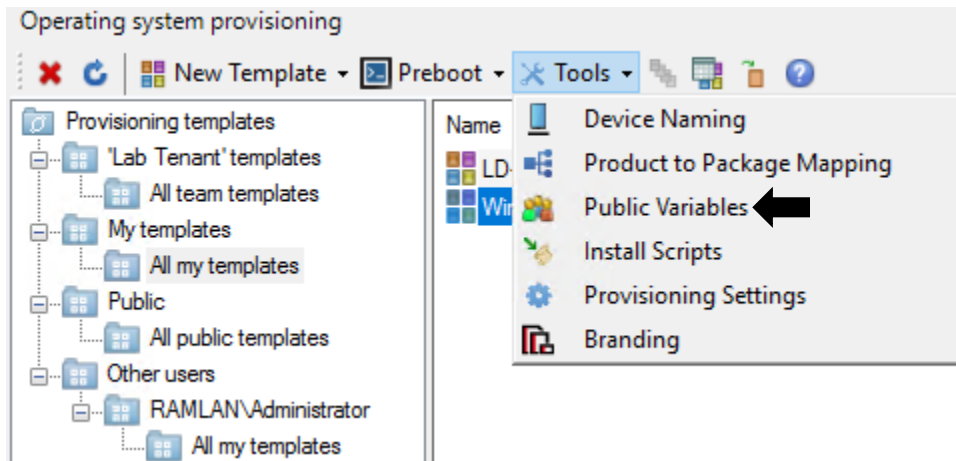 Operating system provisioning
New Template Preboot Tools
Provisioning templates
'Lab Tenant' templates
All team templates
My templates
All my templates
Public
All public templates
Other users
RAMLAN\Administrator
All my templates
Name
LD-
Win
Device Naming
Product to Package Mapping
Public Variables
Install Scripts
Provisioning Settings
Branding